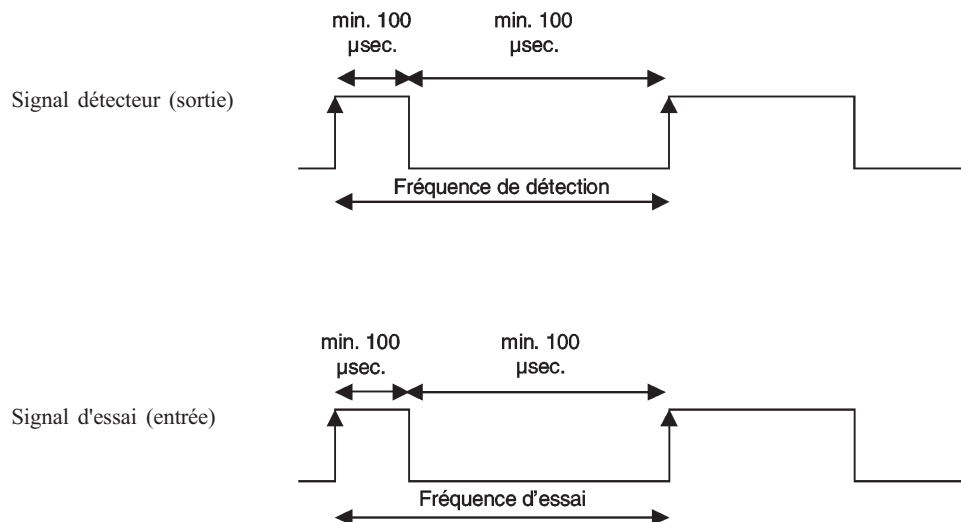 min. 100
µsec.
min. 100
µsec.
Signal détecteur (sortie)
Fréquence de détection
min. 100
µsec.
min. 100
µsec.
Signal d'essai (entrée)
Fréquence d'essai